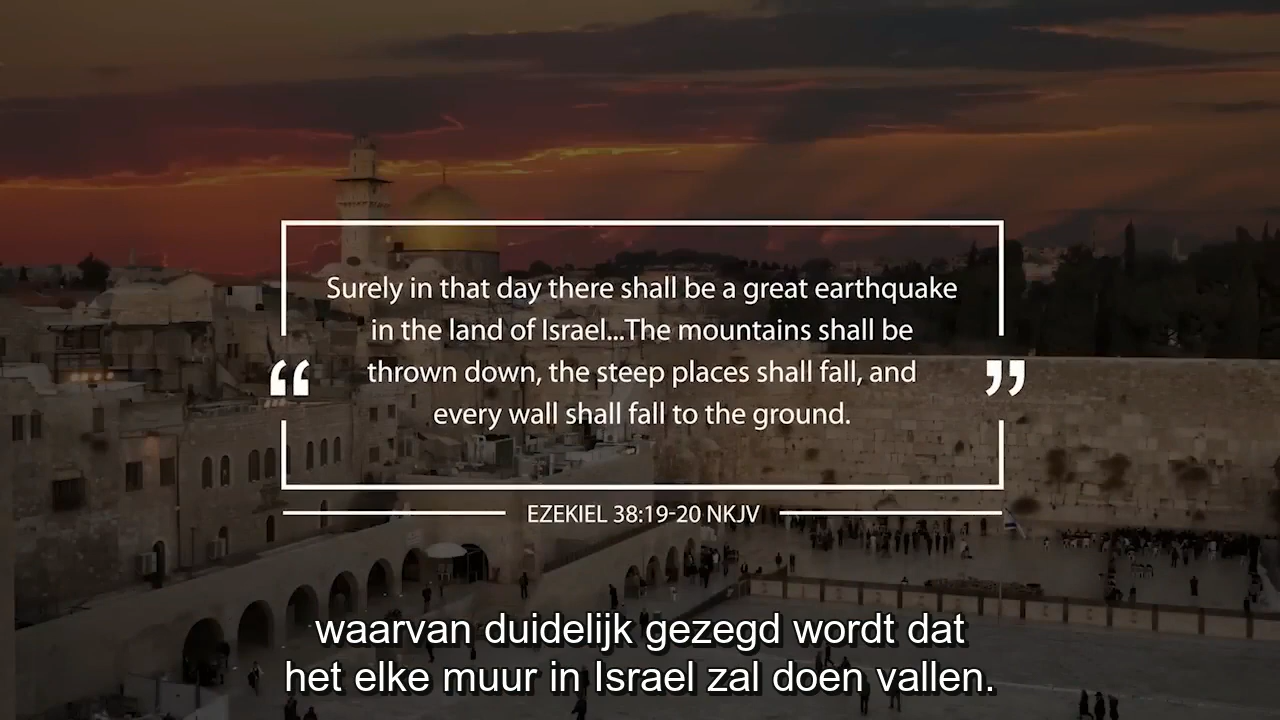 Surely in that day there shall be a great earthquake
in the land of Israel...The mountains shall be
“ thrown down, the steep places shall fall, and ”
every wall shall fall to the ground.
EZEKIEL 38:19-20 NKJV
waarvan duidelijk gezegd wordt dat
het elke muur in Israel zal doen vallen.